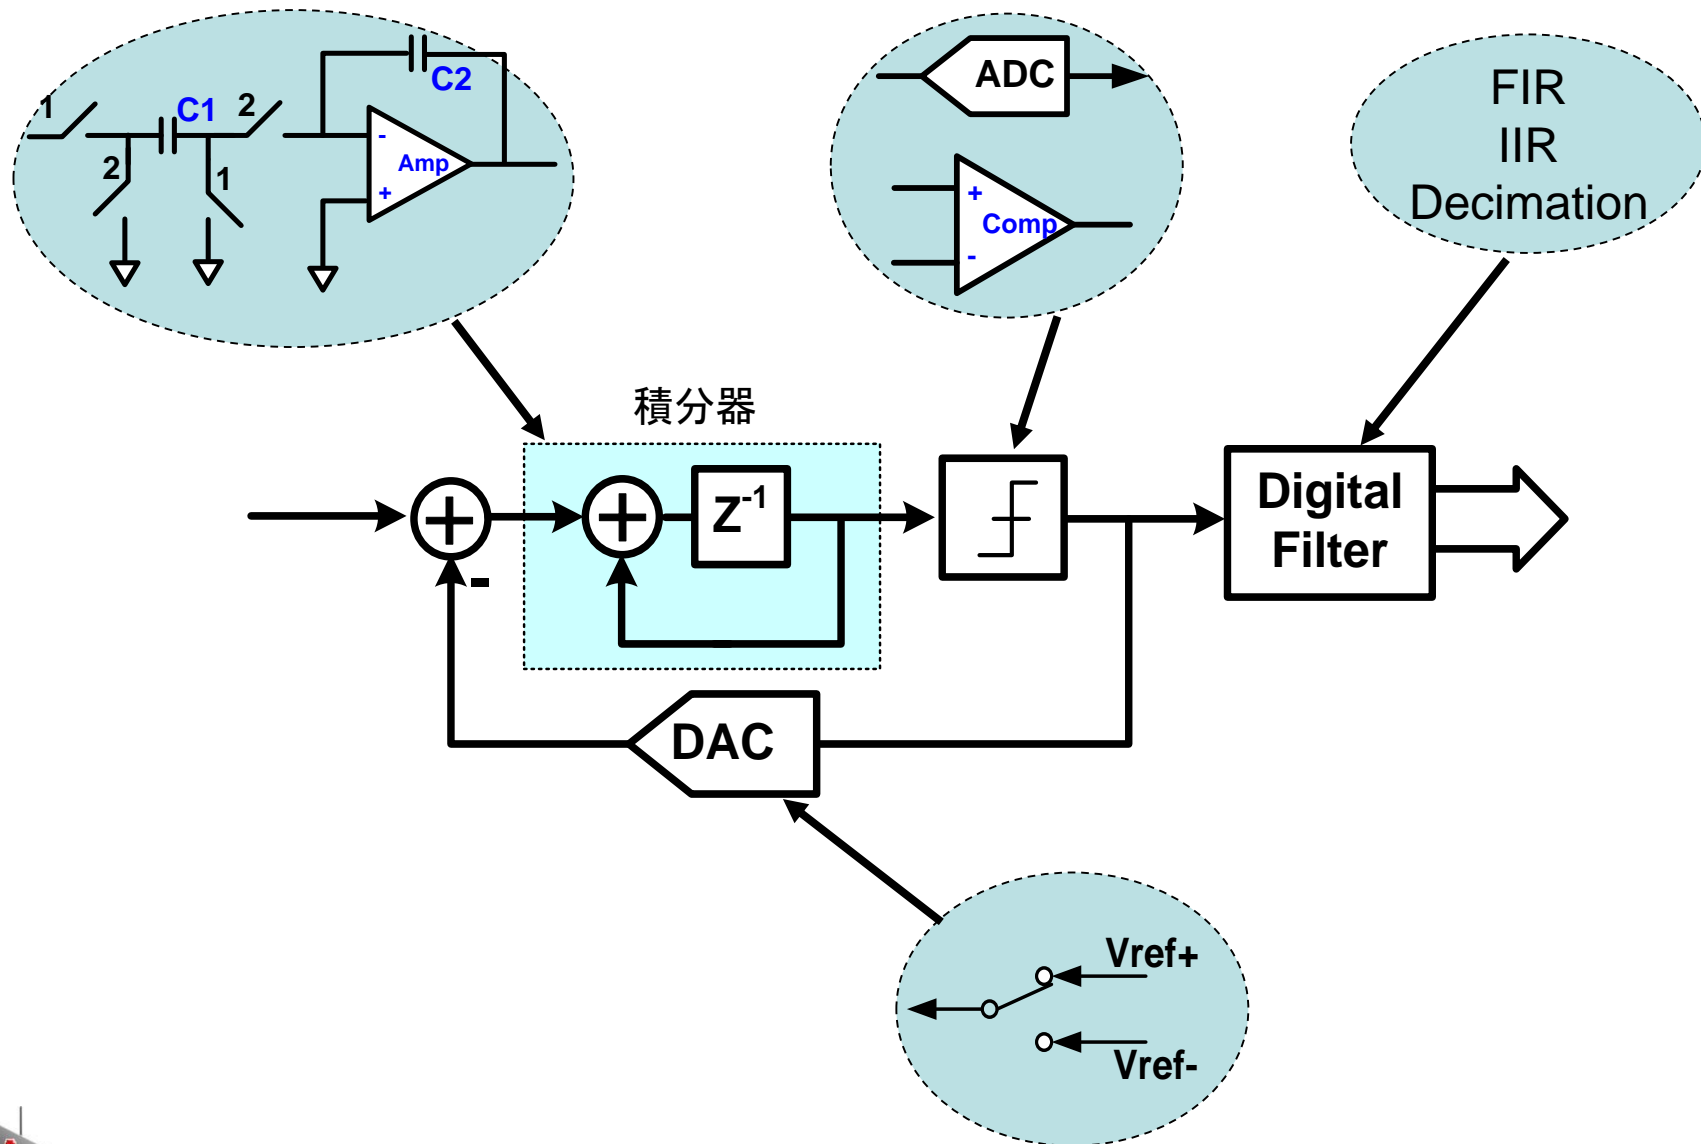 1
C1
2
C2
2
1
-
Amp
+
ADC
+
Comp
-
FIR
IIR
Decimation
積分器
Z-1
-
Digital
Filter
DAC
Vref+
Vref-